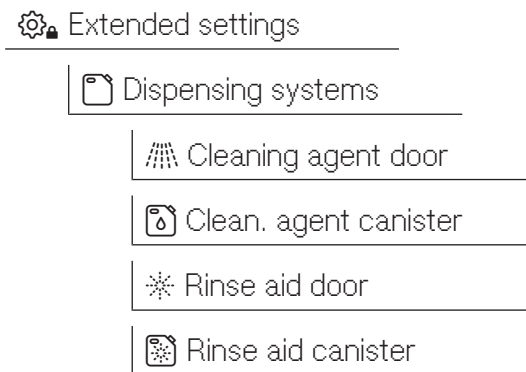 Extended settings
Dispensing systems
Cleaning agent door
Clean. agent canister
Rinse aid door
Rinse aid canister